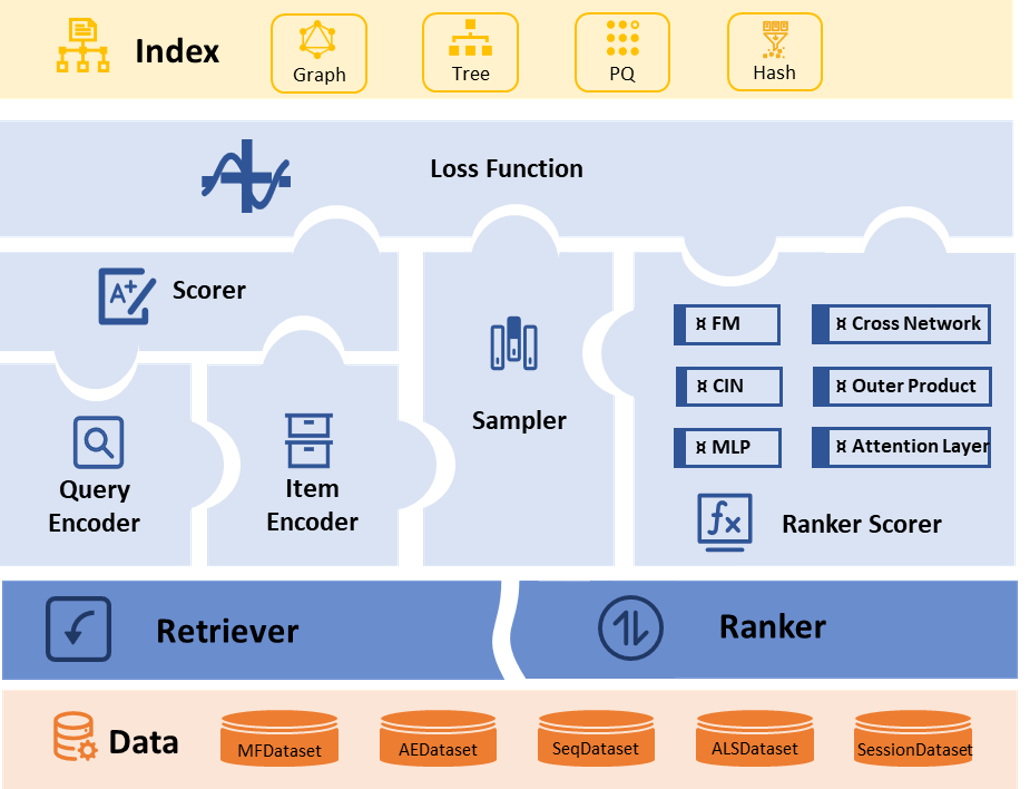 Index
Graph
Tree
PQ
Hash
Loss Function
Scorer
A+
Sampler
¤ FM
¤ Cross Network
¤ CIN
¤ Outer Product
¤ MLP
¤ Attention Layer
Query
Encoder
Item
Encoder
fx
Ranker Scorer
Retriever
Ranker
Data
MFDataset
AEDataset
SeqDataset
ALSDataset
SessionDataset